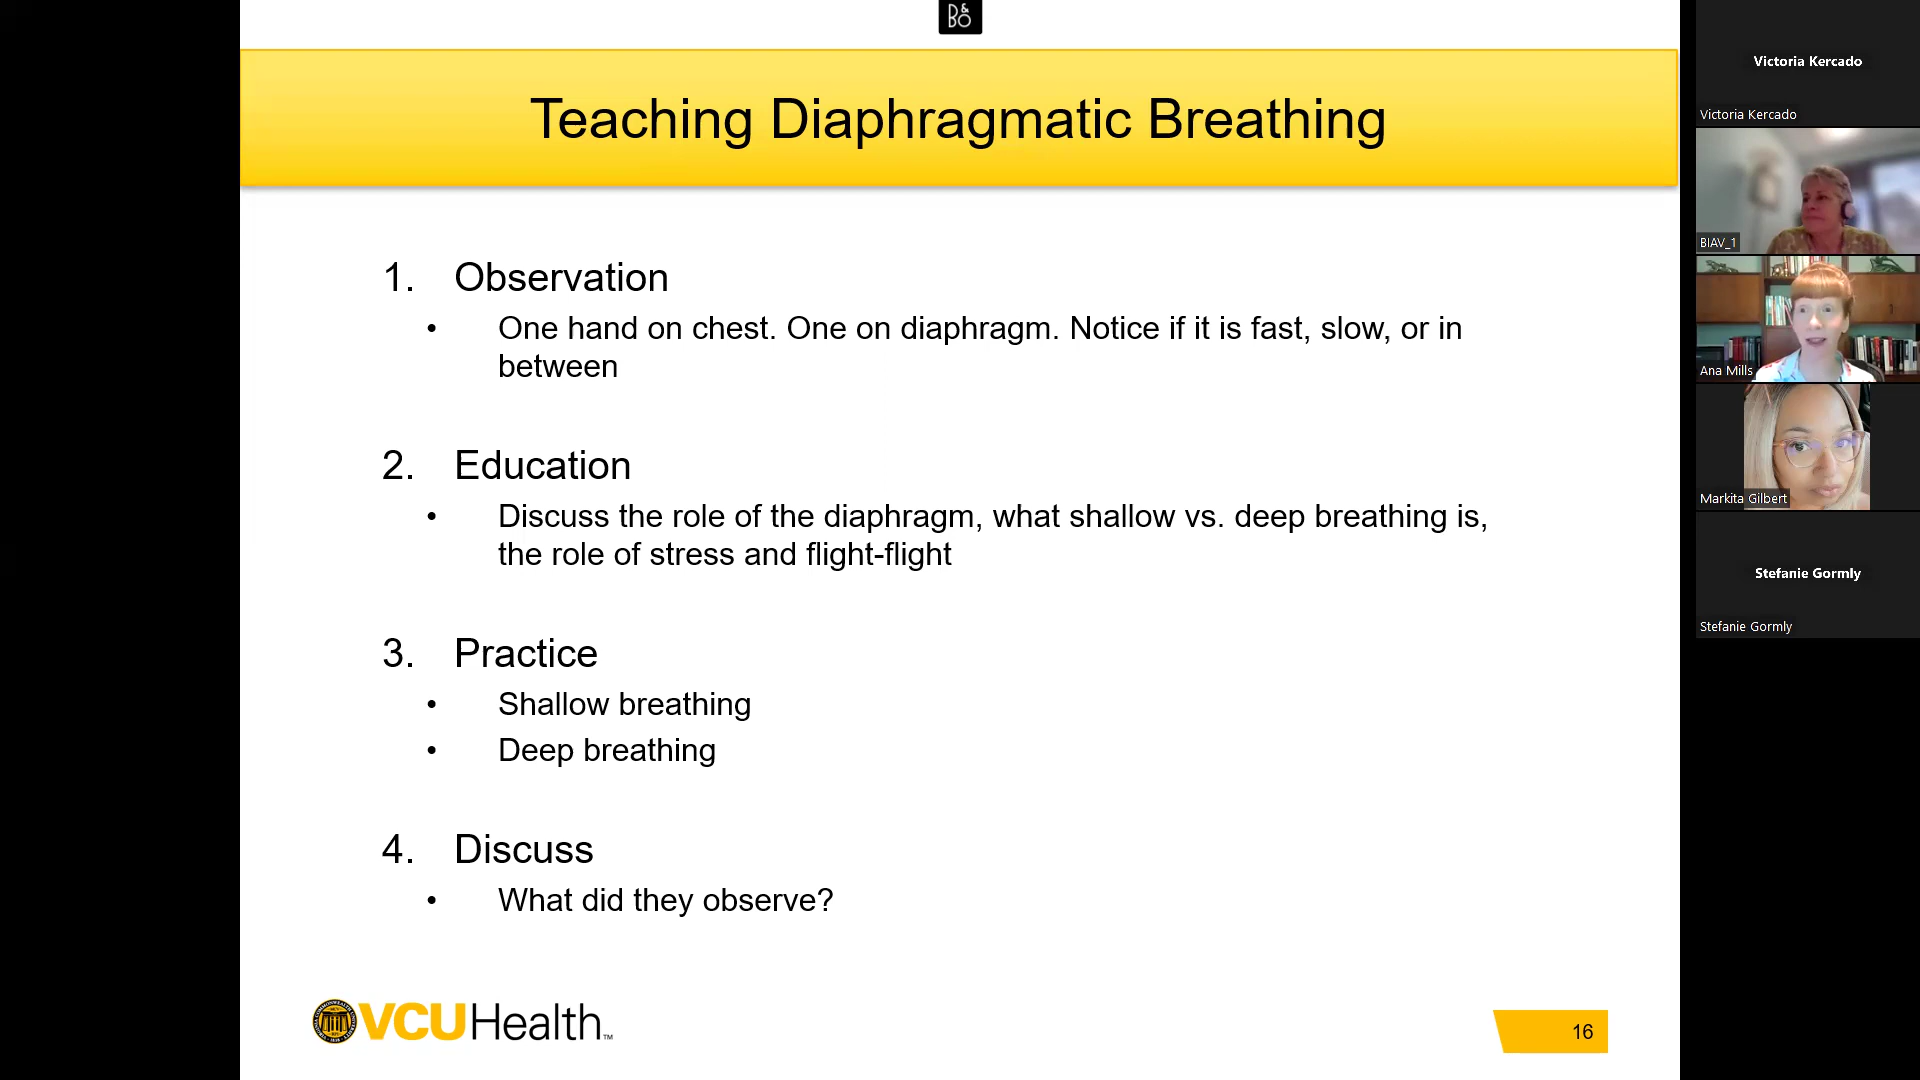 B&O
Teaching Diaphragmatic Breathing
1. Observation
• One hand on chest. One on diaphragm. Notice if it is fast, slow, or in
between
2. Education
• Discuss the role of the diaphragm, what shallow vs. deep breathing is,
the role of stress and flight-flight
3. Practice
• Shallow breathing
• Deep breathing
4. Discuss
• What did they observe?
VCUHealth™
16
Victoria Kercado
Victoria Kercado
BIAV_1
Ana Mills
Markita Gilbert
Stefanie Gormly
Stefanie Gormly